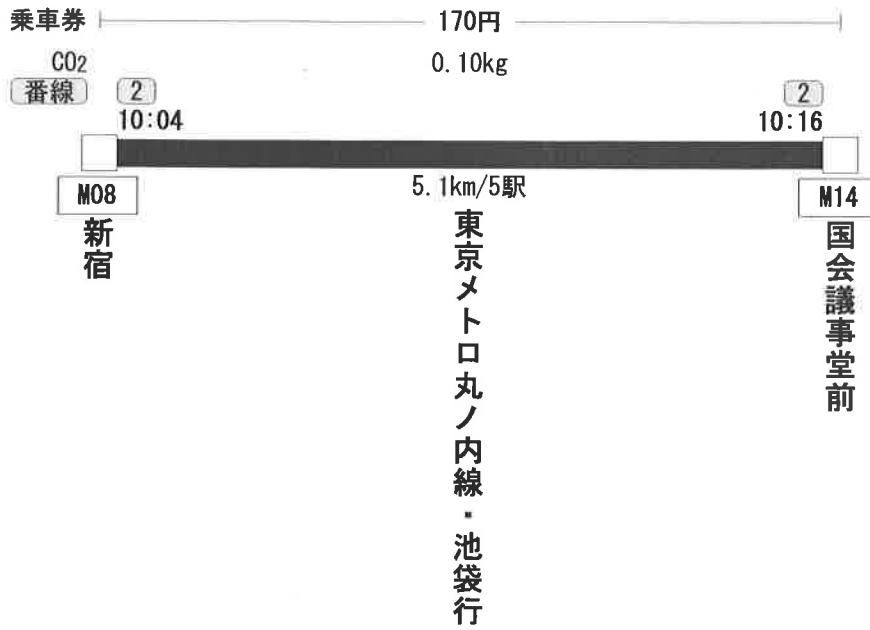 乗車券 170円
CO2 0.10kg
番線 2 2
10:04 10:16
5.1km/5駅
M08 M14
新宿
東京メトロ丸ノ内線・池袋行
国会議事堂前